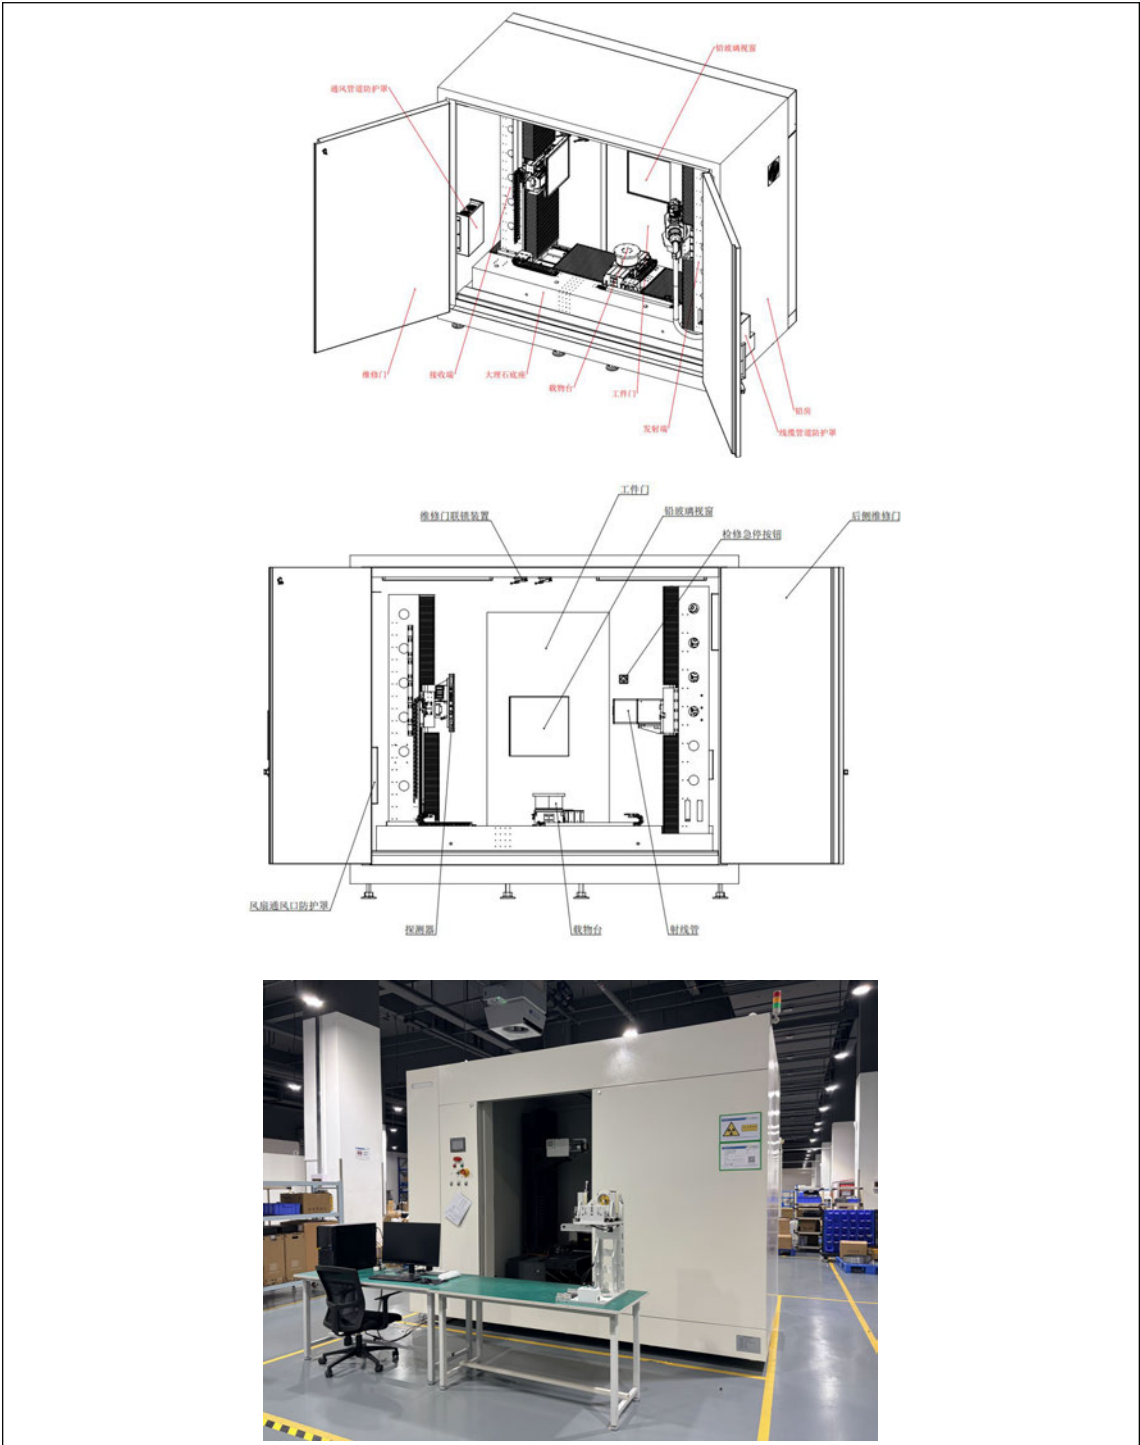 铅玻璃视窗
通风管道防护罩
维修门
接收端
大理石底座
载物台
工件门
发射端
铅房
线缆管道防护罩
工件门
维修门联锁装置
铅玻璃视窗
检修急停按钮
后侧维修门
风扇通风口防护罩
探测器
载物台
射线管